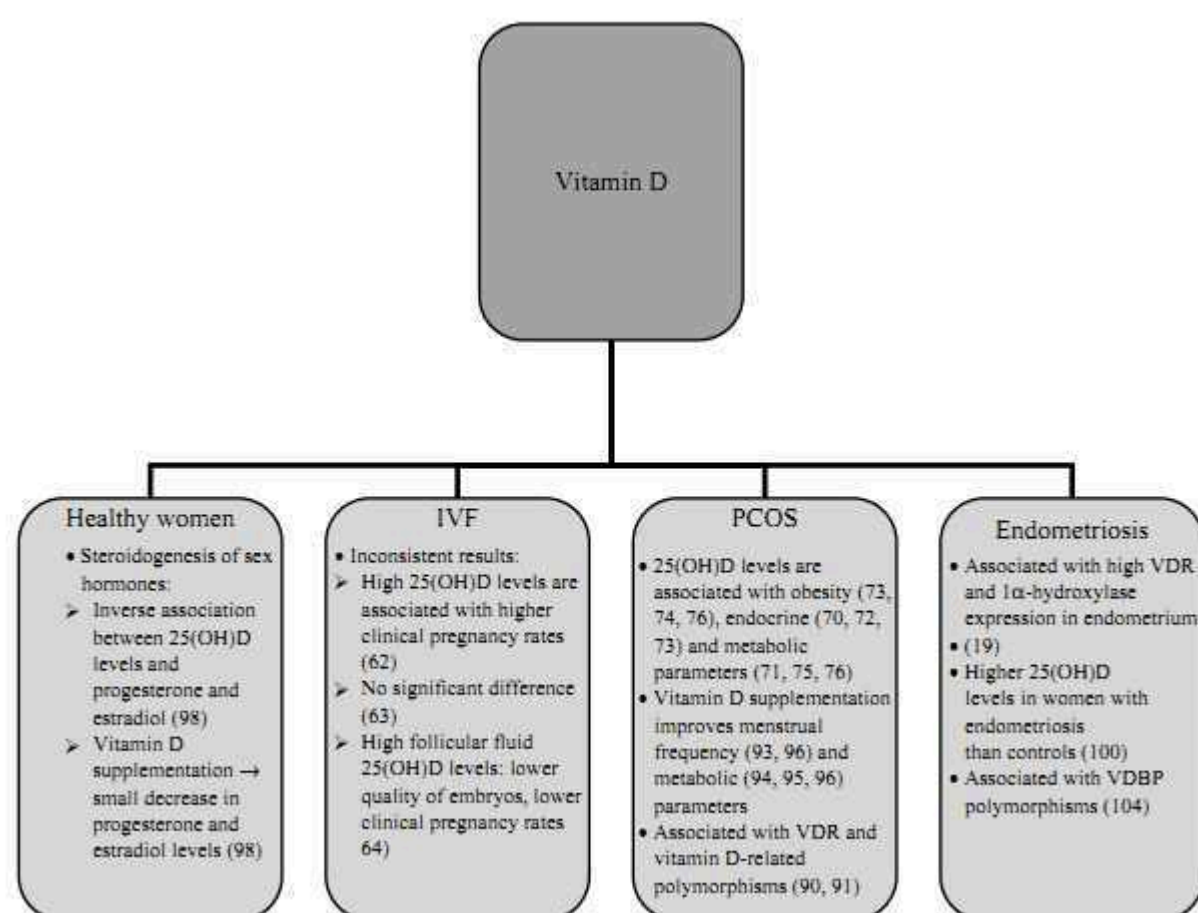 Vitamin D
Healthy women
• Steroidogenesis of sex
hormones:
➤ Inverse association
between 25(OH)D
levels and
progesterone and
estradiol (98)
➤ Vitamin D
supplementation →
small decrease in
progesterone and
estradiol levels (98)
IVF
• Inconsistent results:
➤ High 25(OH)D levels are
associated with higher
clinical pregnancy rates
(62)
➤ No significant difference
(63)
➤ High follicular fluid
25(OH)D levels: lower
quality of embryos, lower
clinical pregnancy rates
64)
PCOS
• 25(OH)D levels are
associated with obesity (73,
74, 76), endocrine (70, 72,
73) and metabolic
parameters (71, 75, 76)
• Vitamin D supplementation
improves menstrual
frequency (93, 96) and
metabolic (94, 95, 96)
parameters
• Associated with VDR and
vitamin D-related
polymorphisms (90, 91)
Endometriosis
• Associated with high VDR
and 1α-hydroxylase
expression in endometrium
• (19)
• Higher 25(OH)D
levels in women with
endometriosis
than controls (100)
• Associated with VDBP
polymorphisms (104)